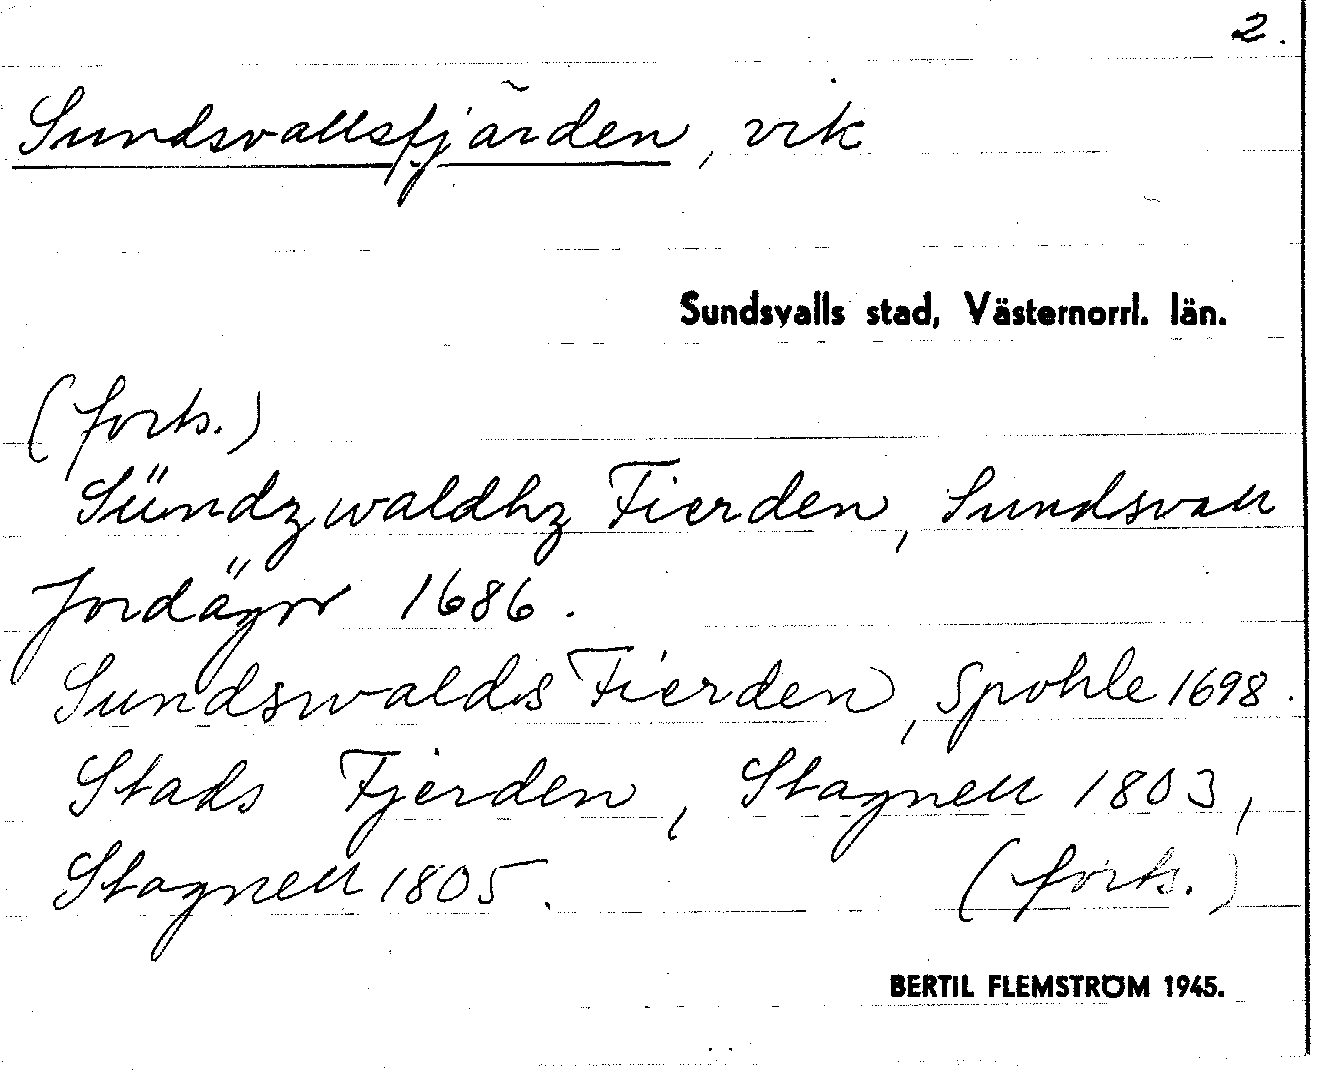 2.
Sundsvallsfjärden, vik
Sundsvalls stad, Västernorrl. län.
(forts.)
Sündzwaldhz Fierden, Sundsvall
Jordägor 1686.
Sundswalds Fierden, Spohle 1698.
Stads Fjerden, Stagnell 1803,
Stagnell 1805. (forts.)
BERTIL FLEMSTRÖM 1945.